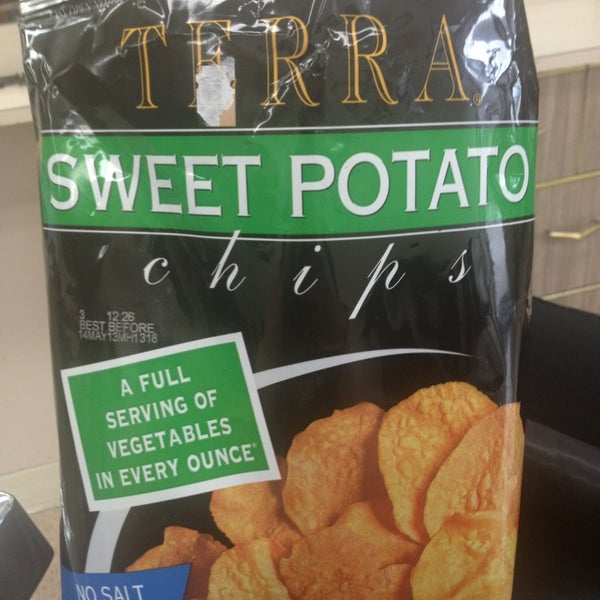 TERRA
SWEET POTATO
chips
3 12 26
BEST BEFORE
14MAY13MH1318
A FULL
SERVING OF
VEGETABLES
IN EVERY OUNCE*
NO SALT